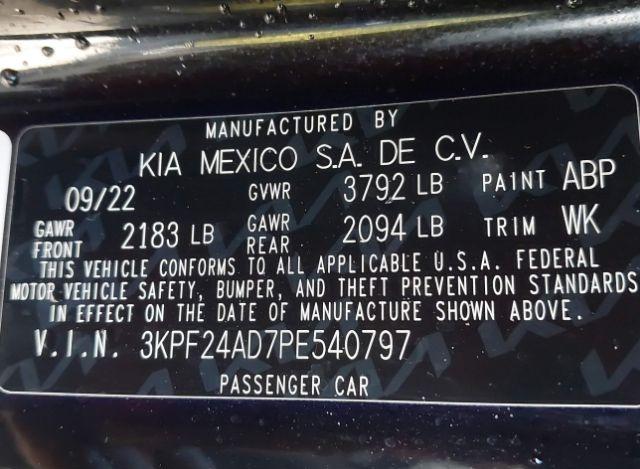 MANUFACTURED BY
KIA MEXICO S.A. DE C.V.
09/22 GVWR 3792 LB PAINT ABP
GAWR FRONT 2183 LB GAWR REAR 2094 LB TRIM WK
THIS VEHICLE CONFORMS TO ALL APPLICABLE U.S.A. FEDERAL
MOTOR VEHICLE SAFETY, BUMPER, AND THEFT PREVENTION STANDARDS
IN EFFECT ON THE DATE OF MANUFACTURE SHOWN ABOVE.
V.I.N. 3KPF24AD7PE540797
PASSENGER CAR